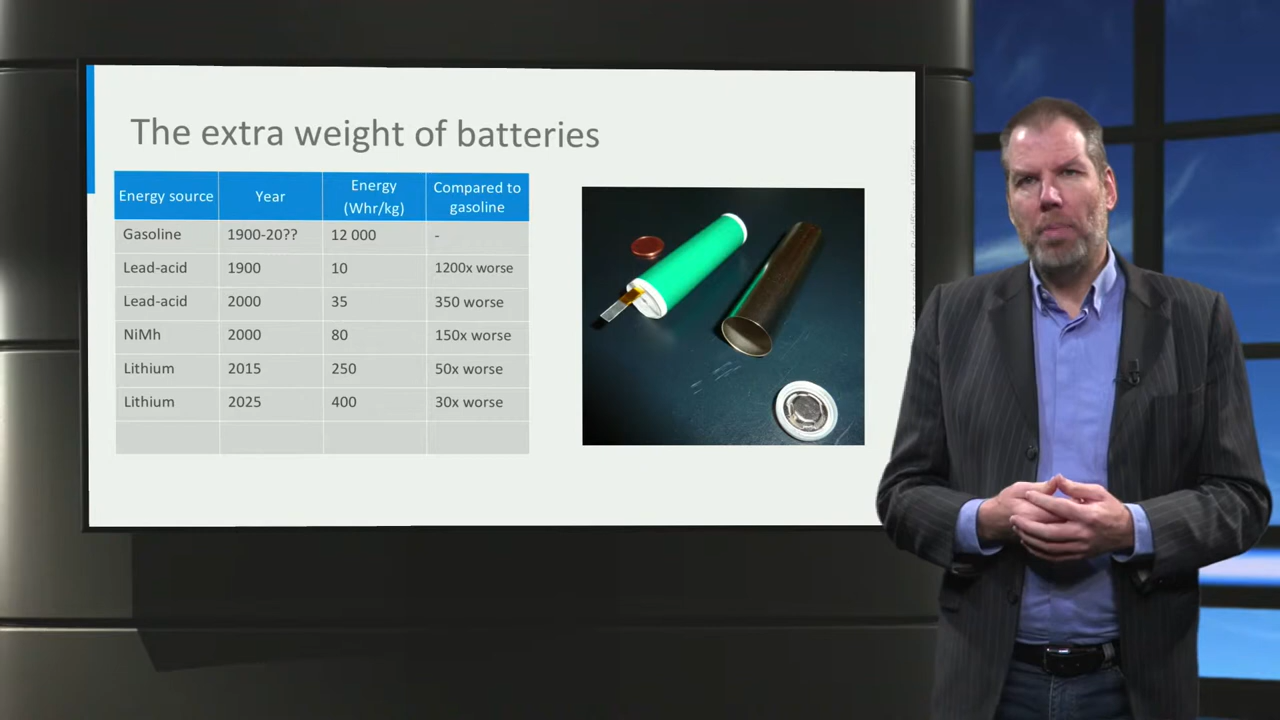 The extra weight of batteries
Energy source Year Energy (Whr/kg) Compared to gasoline
Gasoline 1900-20?? 12 000 -
Lead-acid 1900 10 1200x worse
Lead-acid 2000 35 350 worse
NiMh 2000 80 150x worse
Lithium 2015 250 50x worse
Lithium 2025 400 30x worse